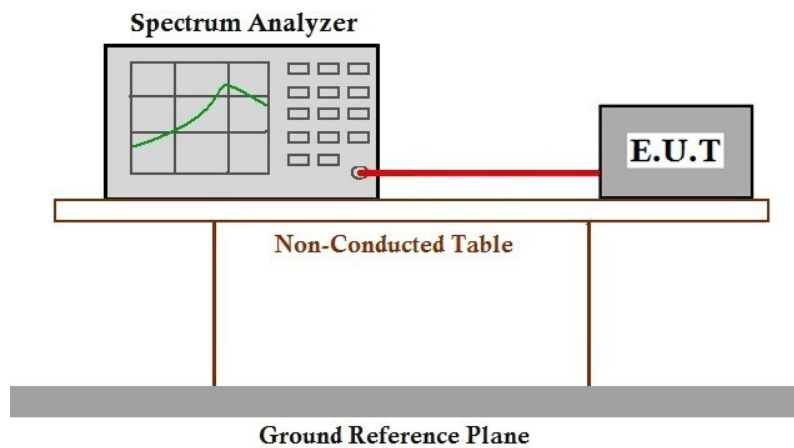 Spectrum Analyzer
E.U.T
Non-Conducted Table
Ground Reference Plane